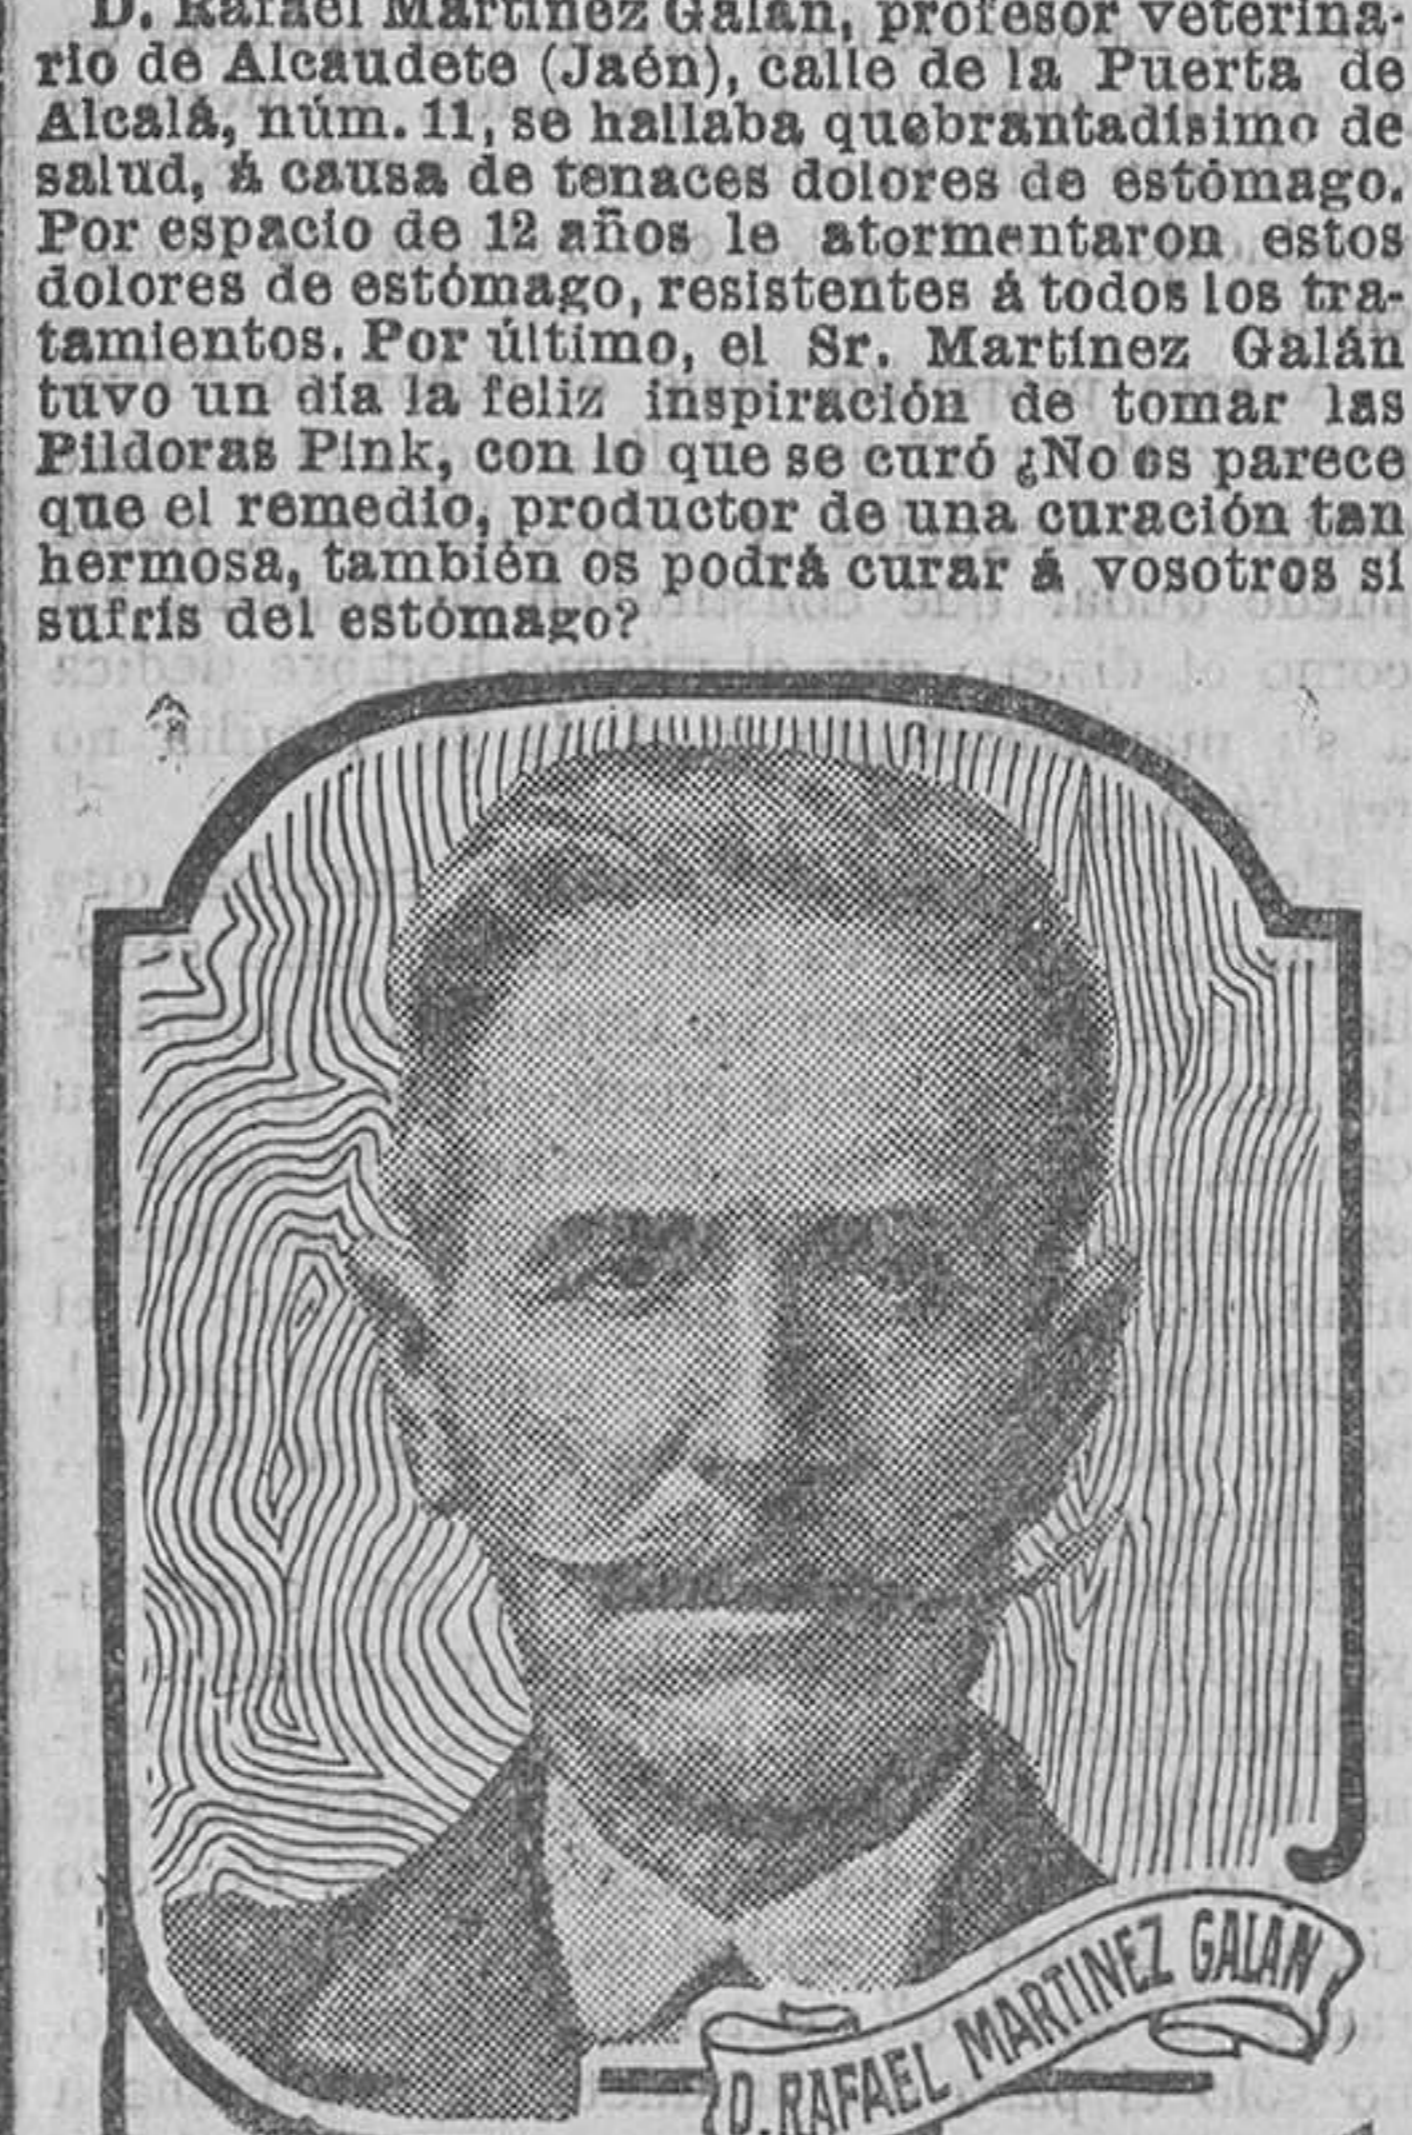 D. Rafael Martínez Galán, profesor veterina-
rio de Alcaudete (Jaén), calle de la Puerta de
Alcalá, núm. 11, se hallaba quebrantadísimo de
salud, á causa de tenaces dolores de estómago.
Por espacio de 12 años le atormentaron estos
dolores de estómago, resistentes á todos los tra-
tamientos. Por último, el Sr. Martínez Galán
tuvo un día la feliz inspiración de tomar las
Píldoras Pink, con lo que se curó ¿No os parece
que el remedio, productor de una curación tan
hermosa, también os podrá curar á vosotros si
sufrís del estómago?
D. RAFAEL MARTINEZ GALAN